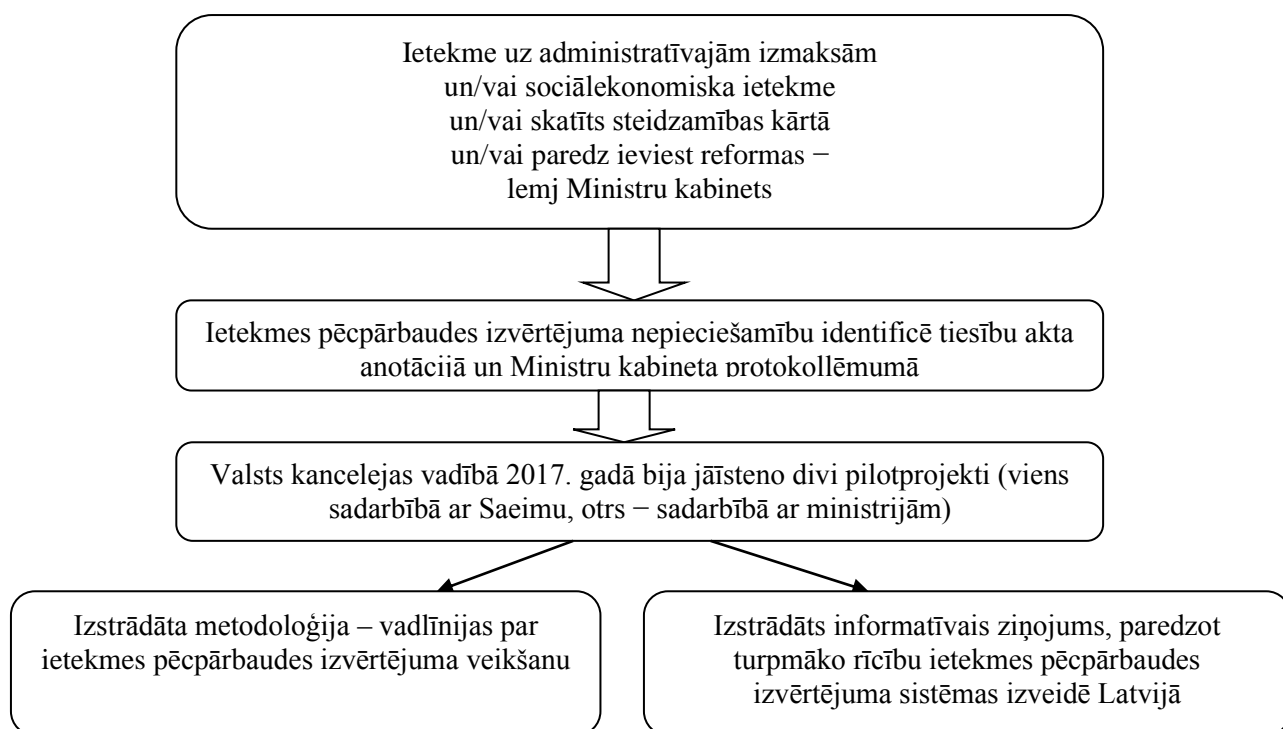 Ietekme uz administratīvajām izmaksām
un/vai sociālekonomiska ietekme
un/vai skatīts steidzamības kārtā
un/vai paredz ieviest reformas −
lemj Ministru kabinets
Ietekmes pēcpārbaudes izvērtējuma nepieciešamību identificē tiesību akta
anotācijā un Ministru kabineta protokollēmumā
Valsts kancelejas vadībā 2017. gadā bija jāīsteno divi pilotprojekti (viens
sadarbībā ar Saeimu, otrs − sadarbībā ar ministrijām)
Izstrādāta metodoloģija – vadlīnijas par
ietekmes pēcpārbaudes izvērtējuma veikšanu
Izstrādāts informatīvais ziņojums, paredzot
turpmāko rīcību ietekmes pēcpārbaudes
izvērtējuma sistēmas izveidē Latvijā